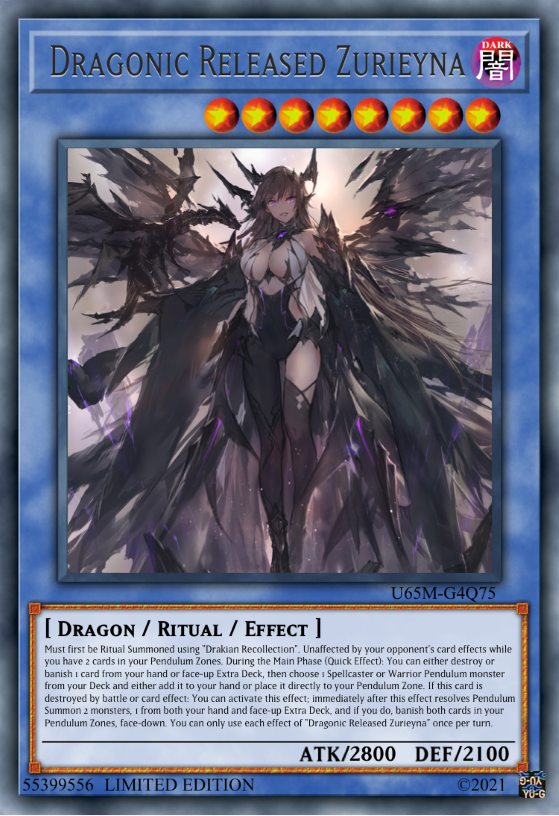 Dragonic Released Zurieyna
DARK
闇
U65M-G4Q75
[ Dragon / Ritual / Effect ]
Must first be Ritual Summoned using "Drakian Recollection". Unaffected by your opponent's card effects while
you have 2 cards in your Pendulum Zones. During the Main Phase (Quick Effect): You can either destroy or
banish 1 card from your hand or face-up Extra Deck, then choose 1 Spellcaster or Warrior Pendulum monster
from your Deck and either add it to your hand or place it directly to your Pendulum Zone. If this card is
destroyed by battle or card effect: You can activate this effect; immediately after this effect resolves Pendulum
Summon 2 monsters, 1 from both your hand and face-up Extra Deck, and if you do, banish both cards in your
Pendulum Zones, face-down. You can only use each effect of "Dragonic Released Zurieyna" once per turn.
ATK/2800 DEF/2100
55399556 LIMITED EDITION ©2021
YU-G
YU-G